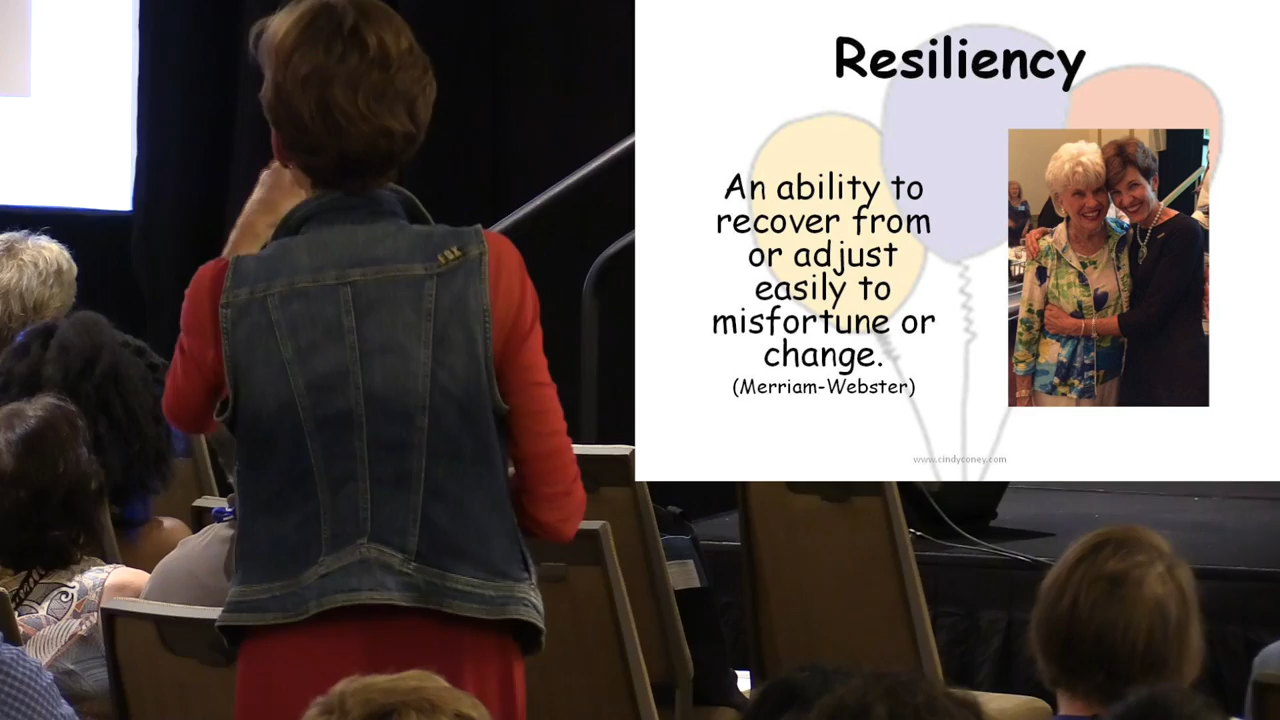 Resiliency
An ability to
recover from
or adjust
easily to
misfortune or
change.
(Merriam-Webster)
www.cindyconey.com